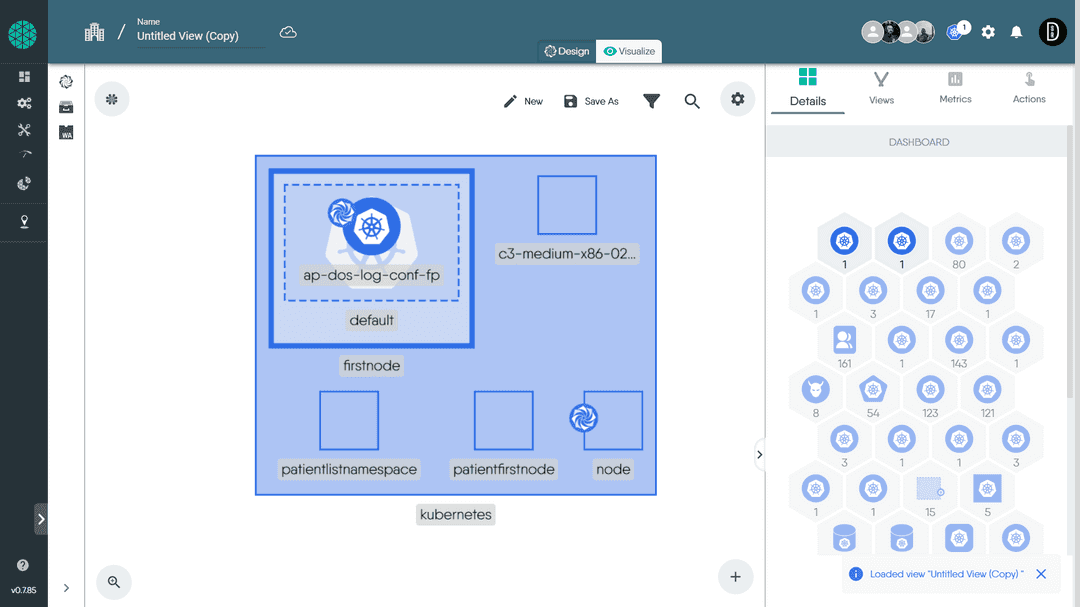 Name
Untitled View (Copy)
1
Design
Visualize
WA
New
Save As
Details
Views
Metrics
Actions
DASHBOARD
ap-dos-log-conf-fp
default
firstnode
c3-medium-x86-02...
patientlistnamespace
patientfirstnode
node
kubernetes
1 1 80 2
1 3 17 1
161 1 143 1
8 54 123 121
3 1 1 3
1 1 15 5
Loaded view "Untitled View (Copy) "
v0.7.85